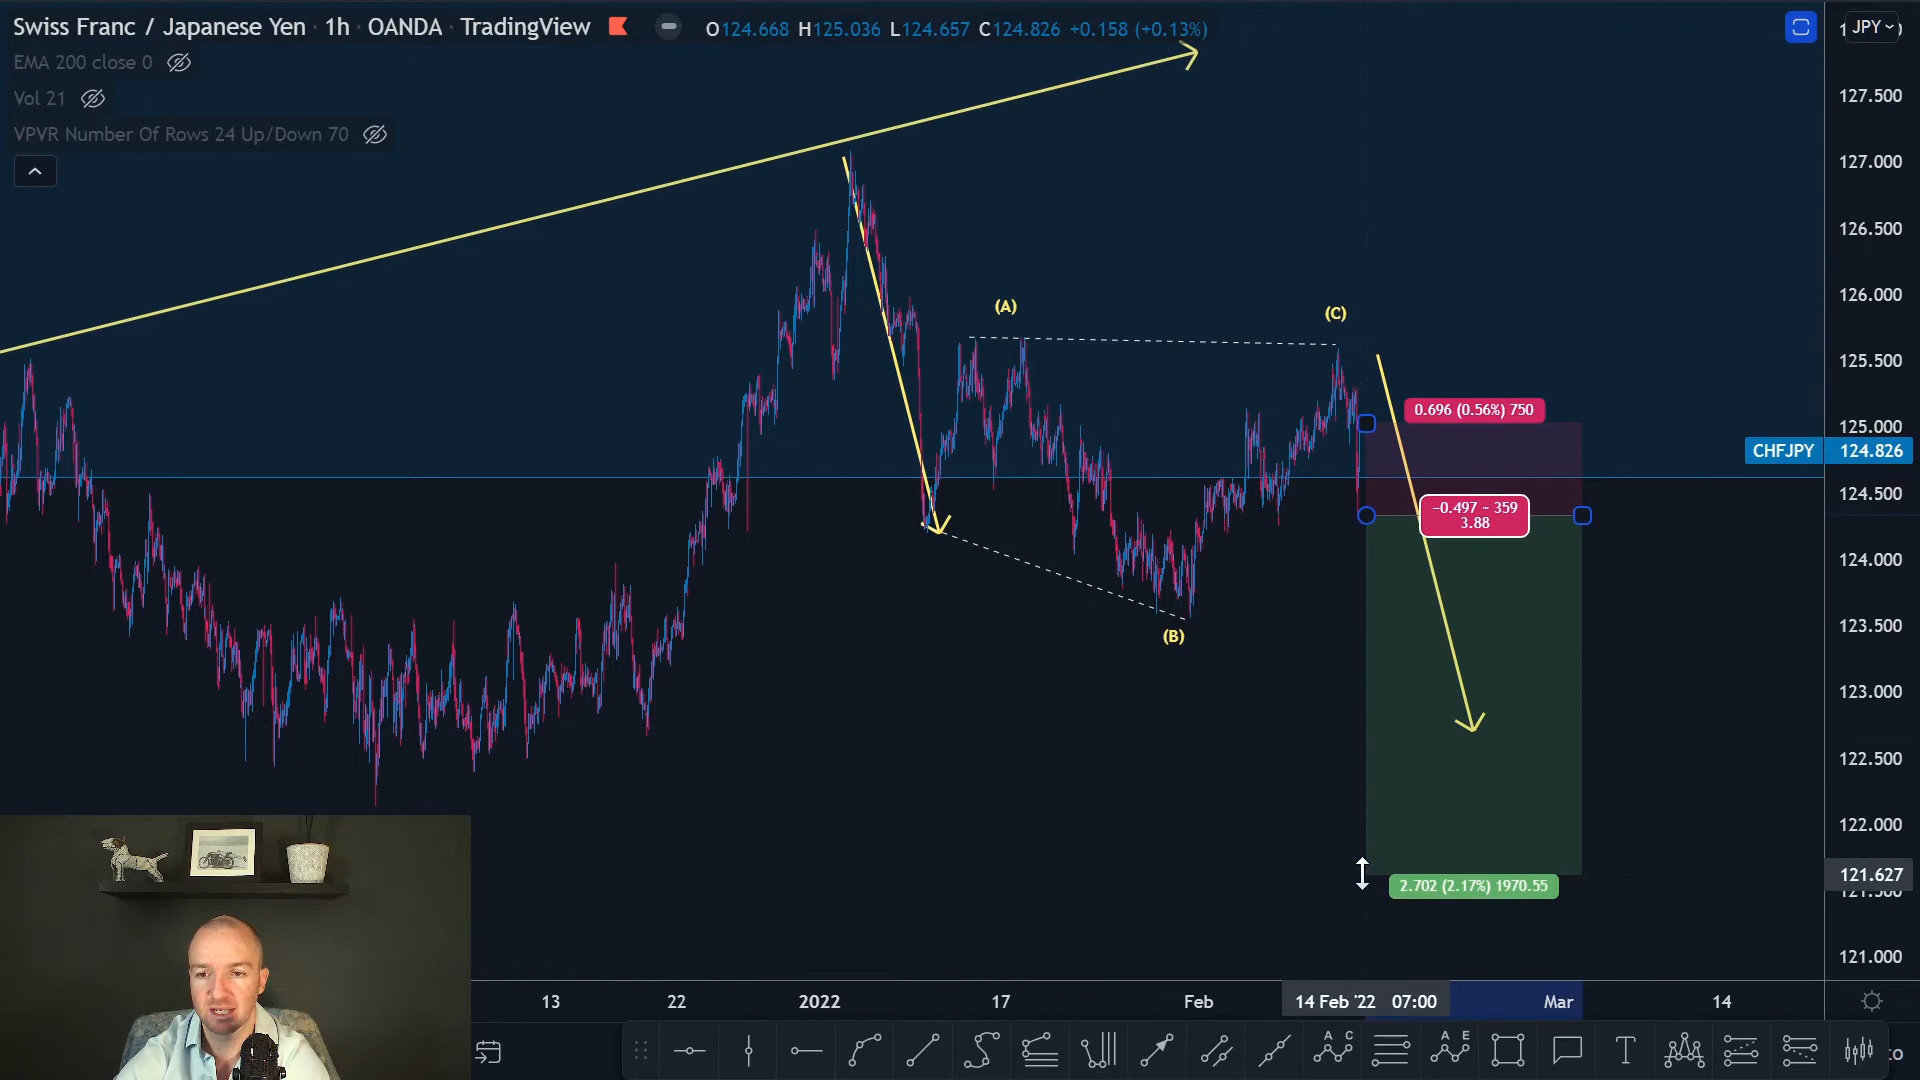 Swiss Franc / Japanese Yen · 1h · OANDA · TradingView
O124.668 H125.036 L124.657 C124.826 +0.158 (+0.13%)
JPY
EMA 200 close 0
Vol 21
VPVR Number Of Rows 24 Up/Down 70
127.500
127.000
126.500
126.000
125.500
125.000
CHFJPY 124.826
124.500
124.000
123.500
123.000
122.500
122.000
121.627
121.500
121.000
(A)
(C)
(B)
0.696 (0.56%) 750
−0.497 ~ 359
3.88
2.702 (2.17%) 1970.55
13 22 2022 17 Feb 14 Feb '22 07:00 Mar 14
A C
A E
T